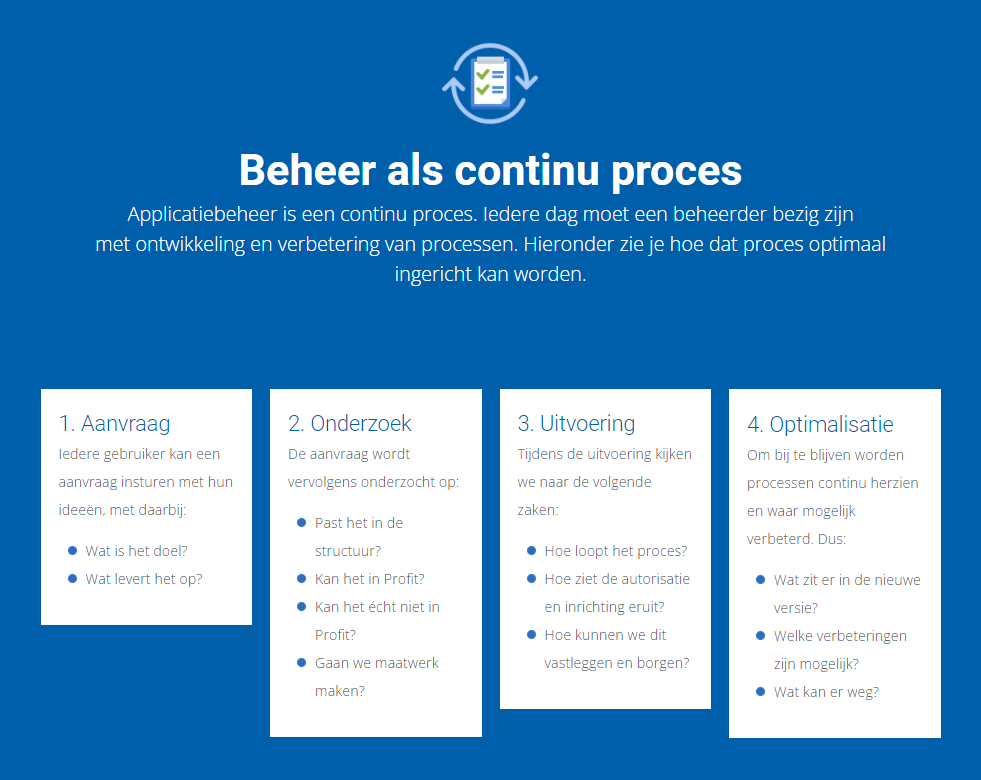 Beheer als continu proces
Applicatiebeheer is een continu proces. Iedere dag moet een beheerder bezig zijn
met ontwikkeling en verbetering van processen. Hieronder zie je hoe dat proces optimaal
ingericht kan worden.
1. Aanvraag
Iedere gebruiker kan een
aanvraag insturen met hun
ideeën, met daarbij:
Wat is het doel?
Wat levert het op?
2. Onderzoek
De aanvraag wordt
vervolgens onderzocht op:
Past het in de
structuur?
Kan het in Profit?
Kan het écht niet in
Profit?
Gaan we maatwerk
maken?
3. Uitvoering
Tijdens de uitvoering kijken
we naar de volgende
zaken:
Hoe loopt het proces?
Hoe ziet de autorisatie
en inrichting eruit?
Hoe kunnen we dit
vastleggen en borgen?
4. Optimalisatie
Om bij te blijven worden
processen continu herzien
en waar mogelijk
verbeterd. Dus:
Wat zit er in de nieuwe
versie?
Welke verbeteringen
zijn mogelijk?
Wat kan er weg?